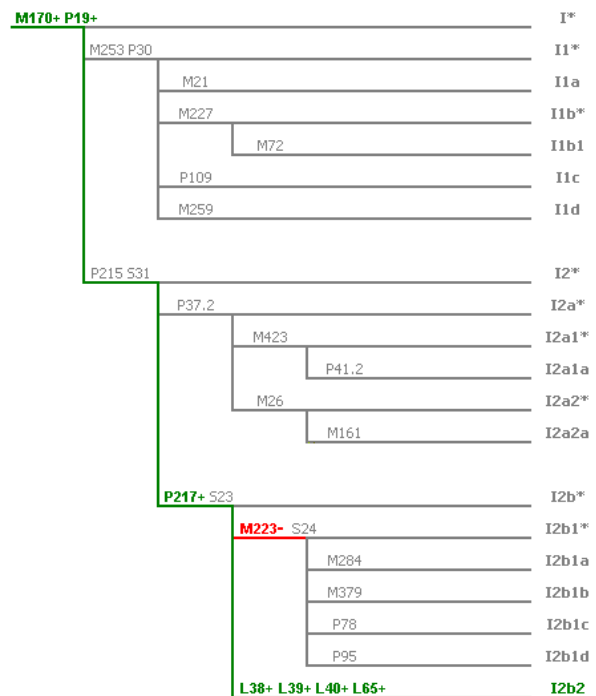 M170+ P19+ I*
M253 P30 I1*
M21 I1a
M227 I1b*
M72 I1b1
P109 I1c
M259 I1d
P215 S31 I2*
P37.2 I2a*
M423 I2a1*
P41.2 I2a1a
M26 I2a2*
M161 I2a2a
P217+ S23 I2b*
M223- S24 I2b1*
M284 I2b1a
M379 I2b1b
P78 I2b1c
P95 I2b1d
L38+ L39+ L40+ L65+ I2b2